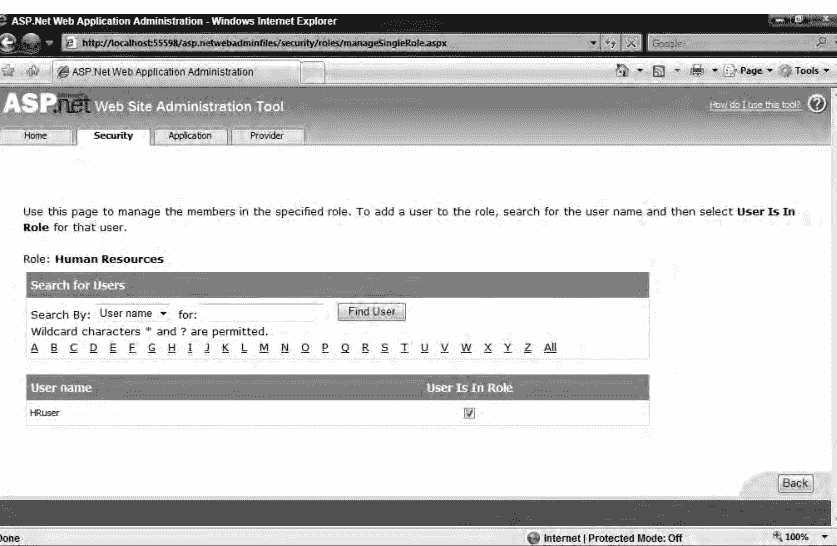 ASP.Net Web Application Administration - Windows Internet Explorer
http://localhost:55598/asp.netwebadminfiles/security/roles/manageSingleRole.aspx
Google
ASP.Net Web Application Administration
Page
Tools
ASP.net Web Site Administration Tool
How do I use this tool? ?
Home Security Application Provider
Use this page to manage the members in the specified role. To add a user to the role, search for the user name and then select User Is In
Role for that user.
Role: Human Resources
Search for Users
Search By: User name for: Find User
Wildcard characters * and ? are permitted.
A B C D E F G H I J K L M N O P Q R S T U V W X Y Z All
User name User Is In Role
HRuser
Back
Done
Internet | Protected Mode: Off
100%